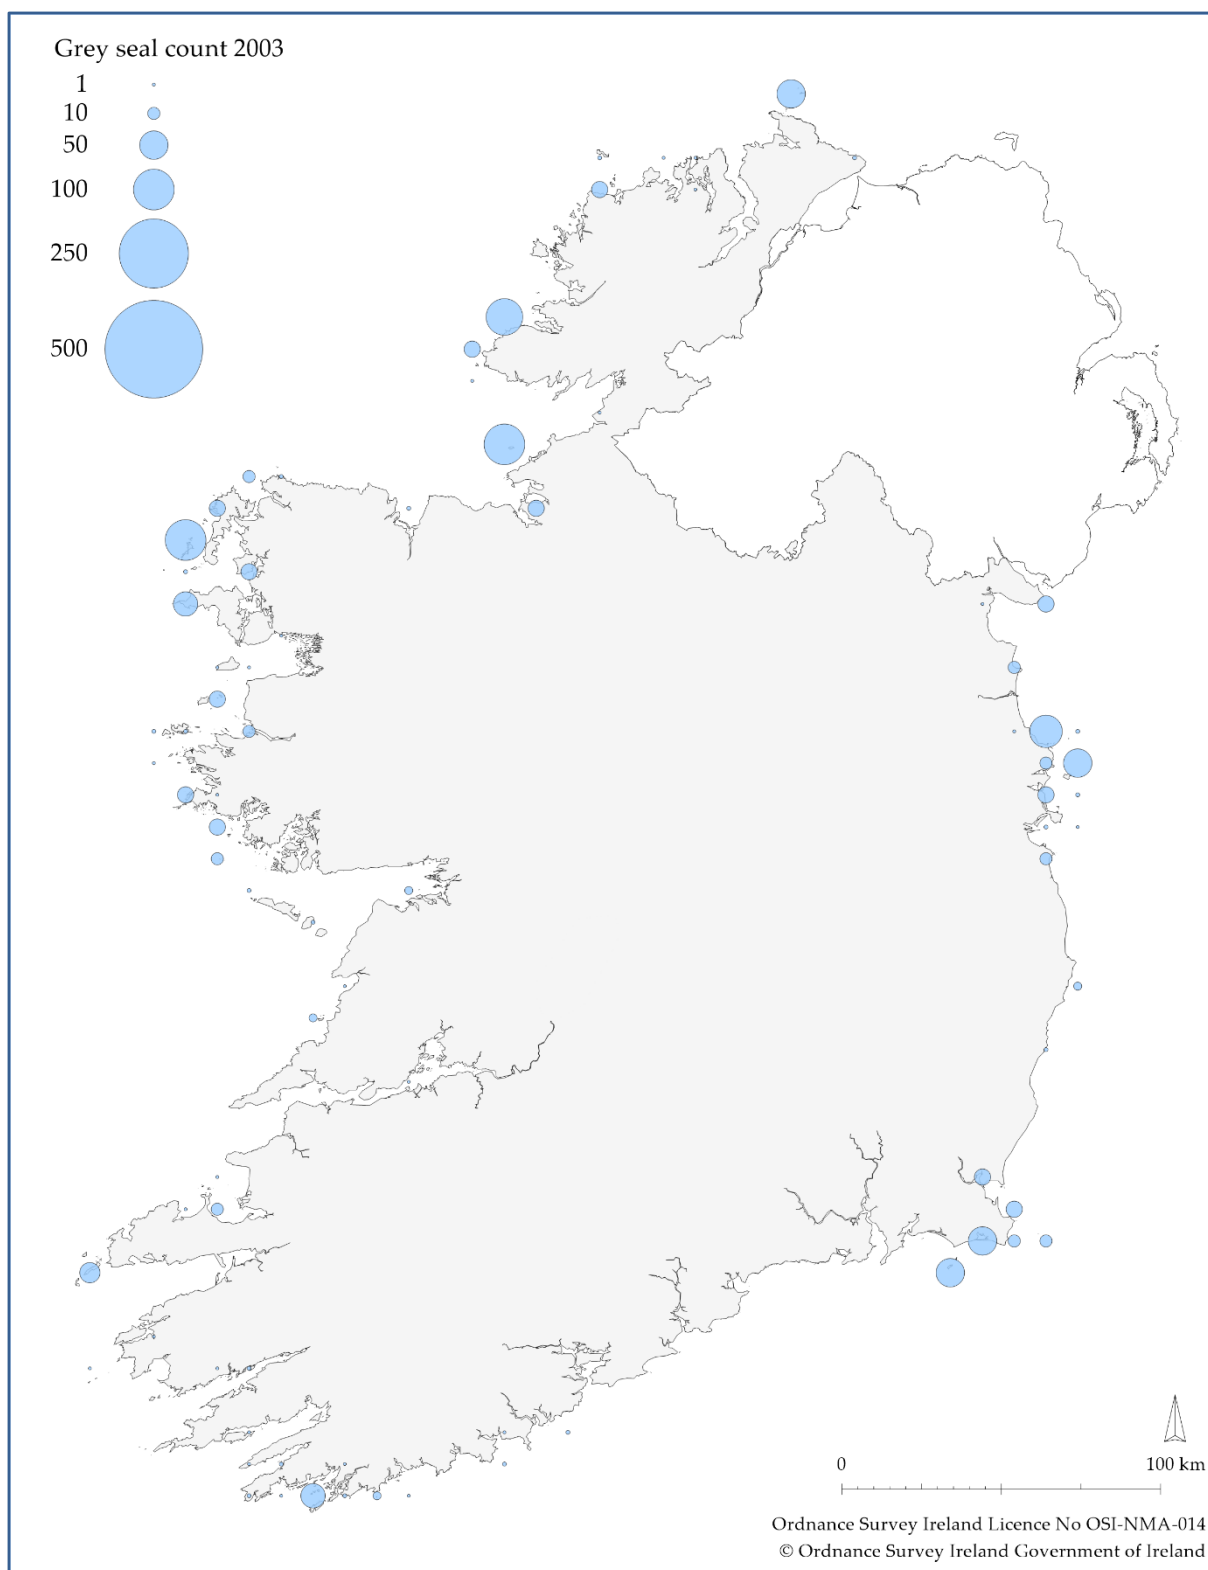 Grey seal count 2003
1
10
50
100
250
500
0 100 km
Ordnance Survey Ireland Licence No OSI-NMA-014
© Ordnance Survey Ireland Government of Ireland